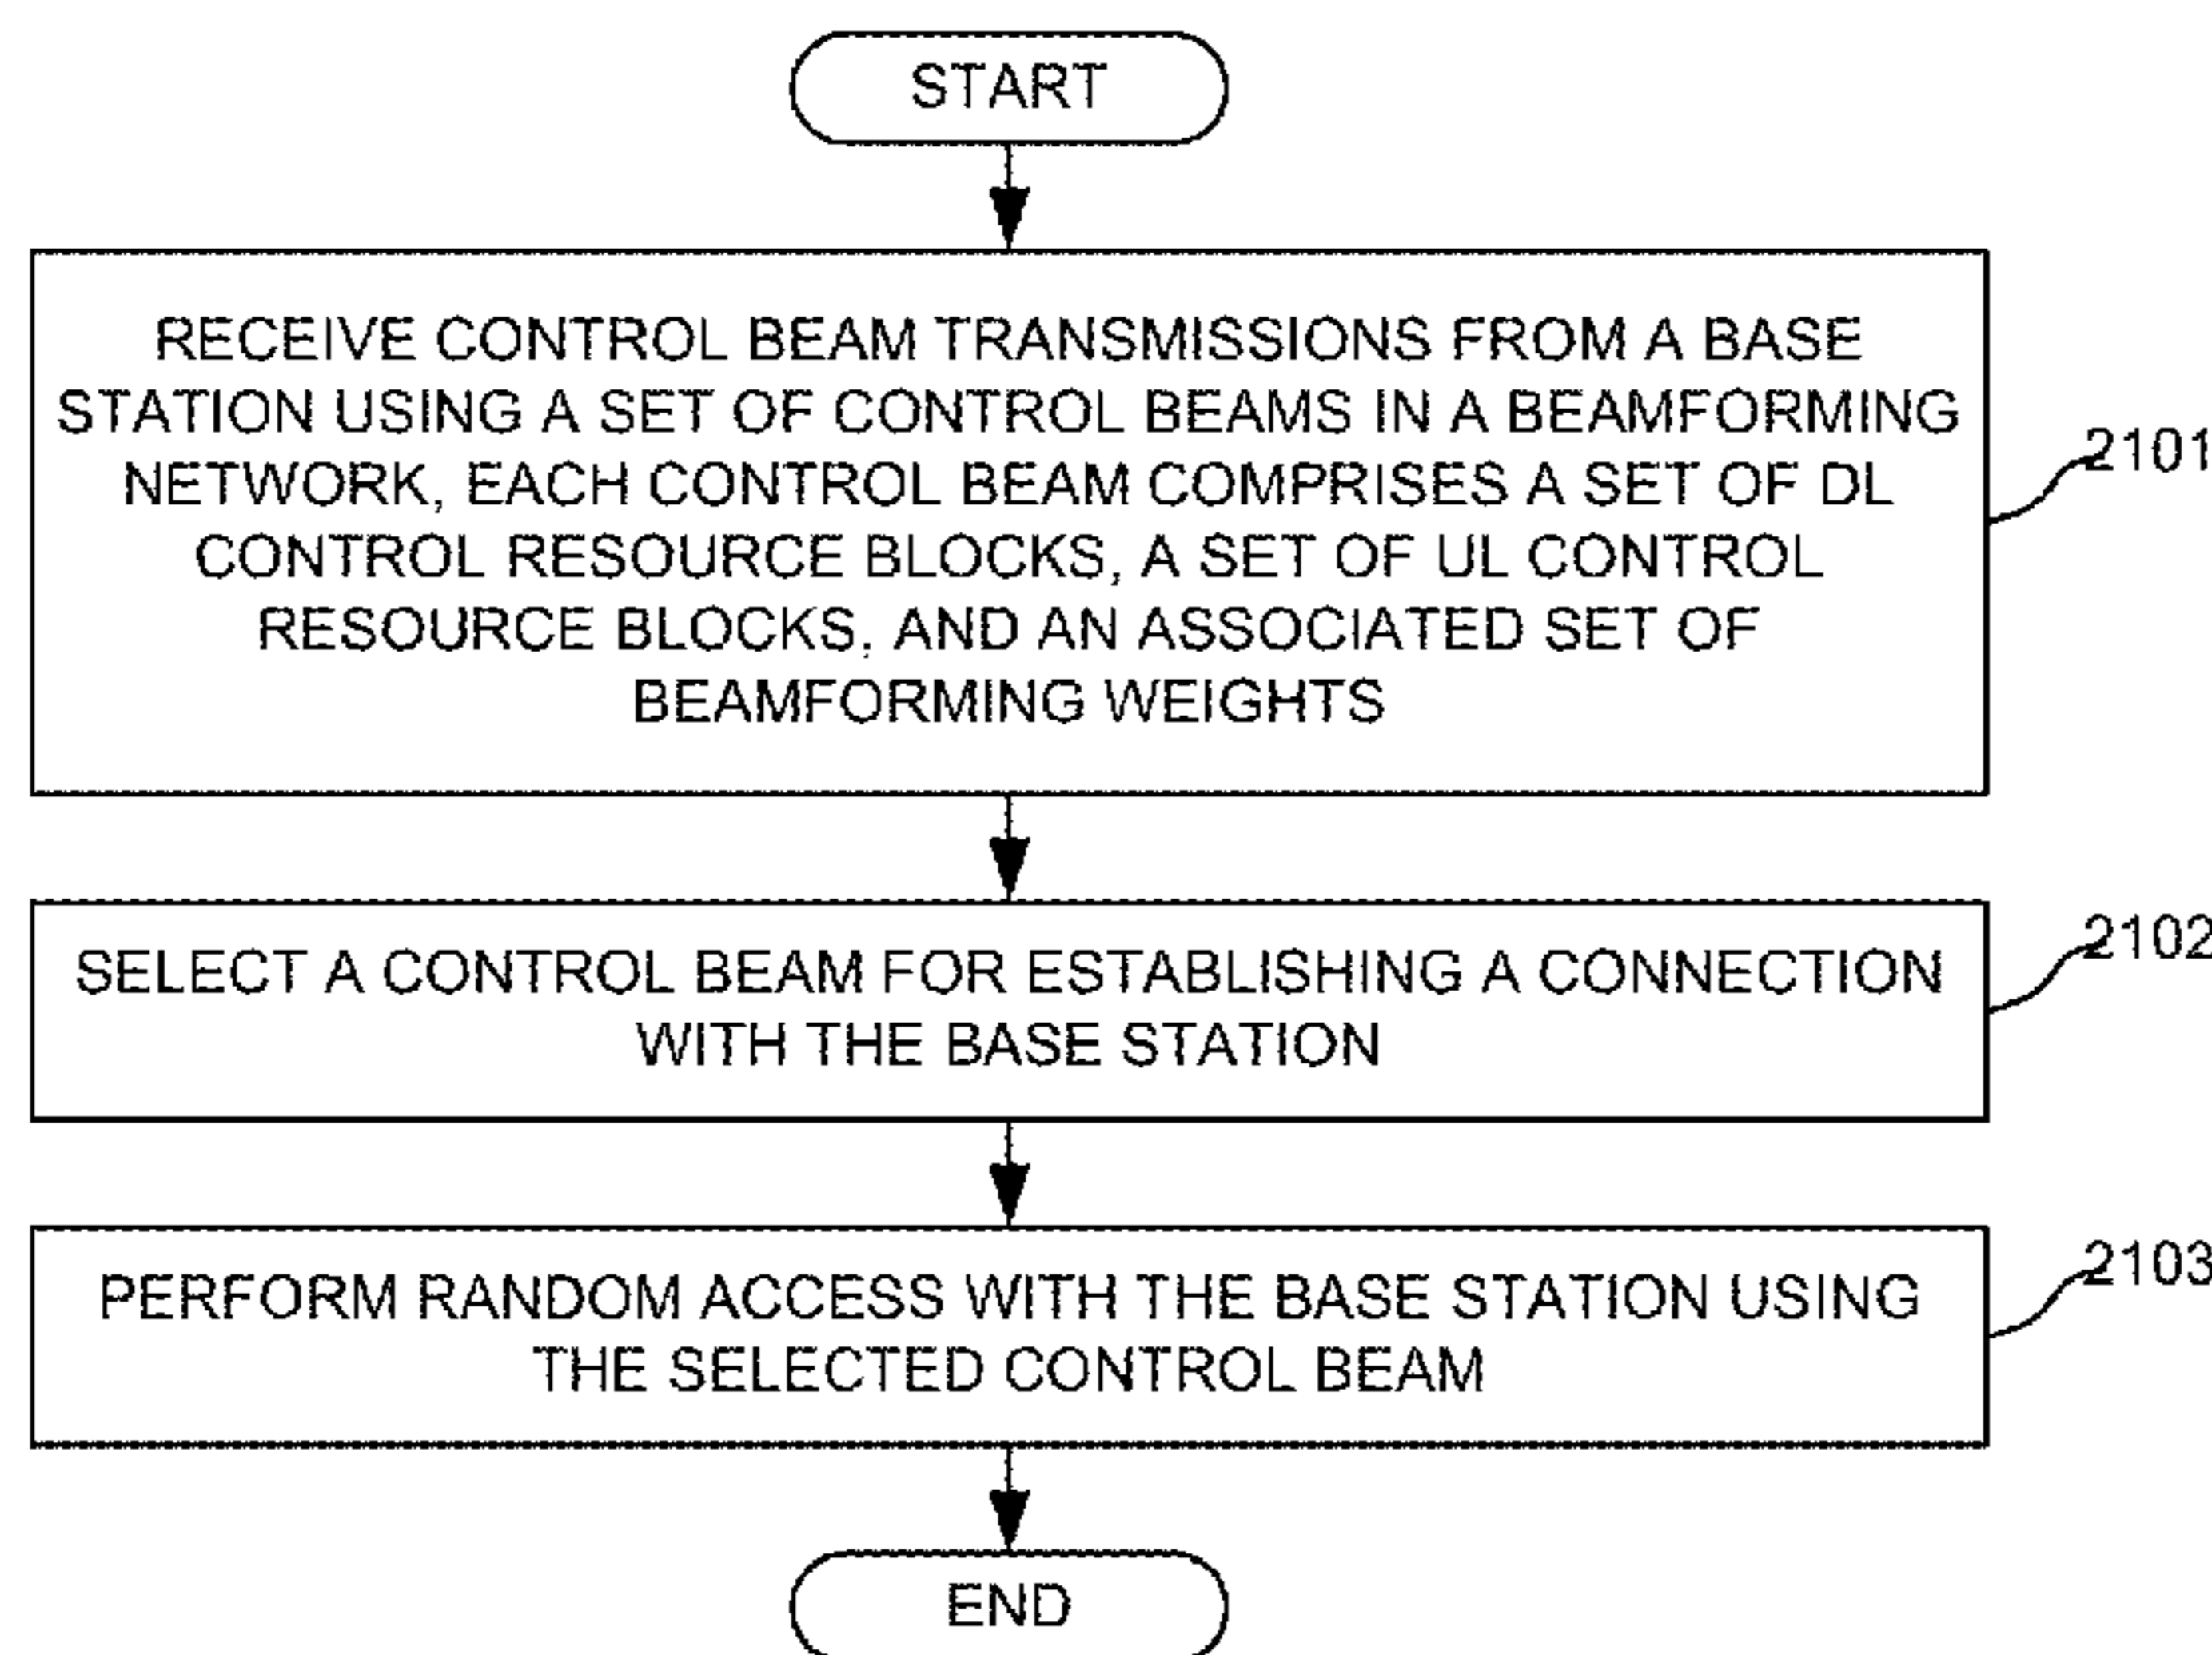 START
RECEIVE CONTROL BEAM TRANSMISSIONS FROM A BASE
STATION USING A SET OF CONTROL BEAMS IN A BEAMFORMING
NETWORK, EACH CONTROL BEAM COMPRISES A SET OF DL
CONTROL RESOURCE BLOCKS, A SET OF UL CONTROL
RESOURCE BLOCKS, AND AN ASSOCIATED SET OF
BEAMFORMING WEIGHTS
2101
SELECT A CONTROL BEAM FOR ESTABLISHING A CONNECTION
WITH THE BASE STATION
2102
PERFORM RANDOM ACCESS WITH THE BASE STATION USING
THE SELECTED CONTROL BEAM
2103
END